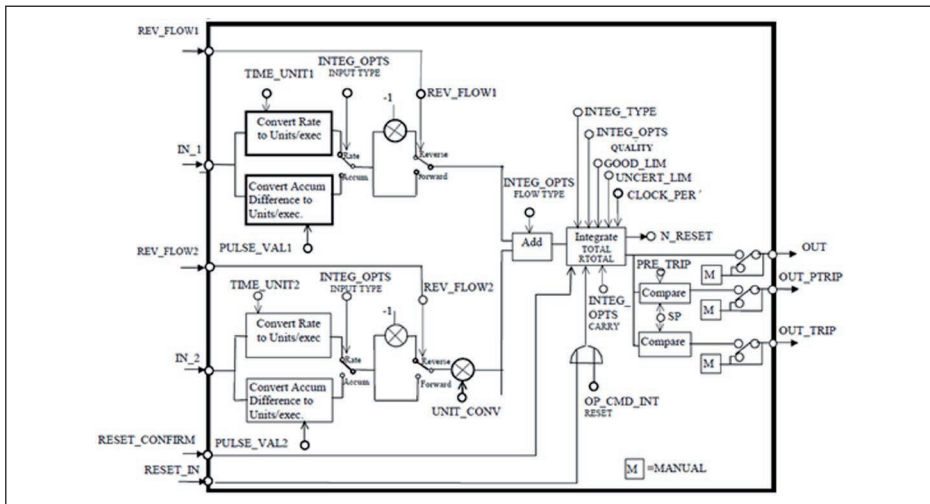 REV_FLOW1
TIME_UNIT1
INTEG_OPTS
INPUT TYPE
-1
REV_FLOW1
Convert Rate
to Units/exec
IN_1
Rate
Accum
Reverse
Forward
Convert Accum
Difference to
Units/exec.
PULSE_VAL1
INTEG_TYPE
INTEG_OPTS
QUALITY
GOOD_LIM
UNCERT_LIM
CLOCK_PER
INTEG_OPTS
FLOW TYPE
Add
Integrate
TOTAL
RTOTAL
N_RESET
OUT
PRE_TRIP
M
OUT_PTRIP
Compare
M
SP
OUT_TRIP
Compare
M
INTEG_
OPTS
CARRY
OP_CMD_INT
RESET
REV_FLOW2
TIME_UNIT2
INTEG_OPTS
INPUT TYPE
-1
REV_FLOW2
Convert Rate
to Units/exec
IN_2
Rate
Accum
Reverse
Forward
Convert Accum
Difference to
Units/exec.
UNIT_CONV
PULSE_VAL2
RESET_CONFIRM
RESET_IN
M =MANUAL